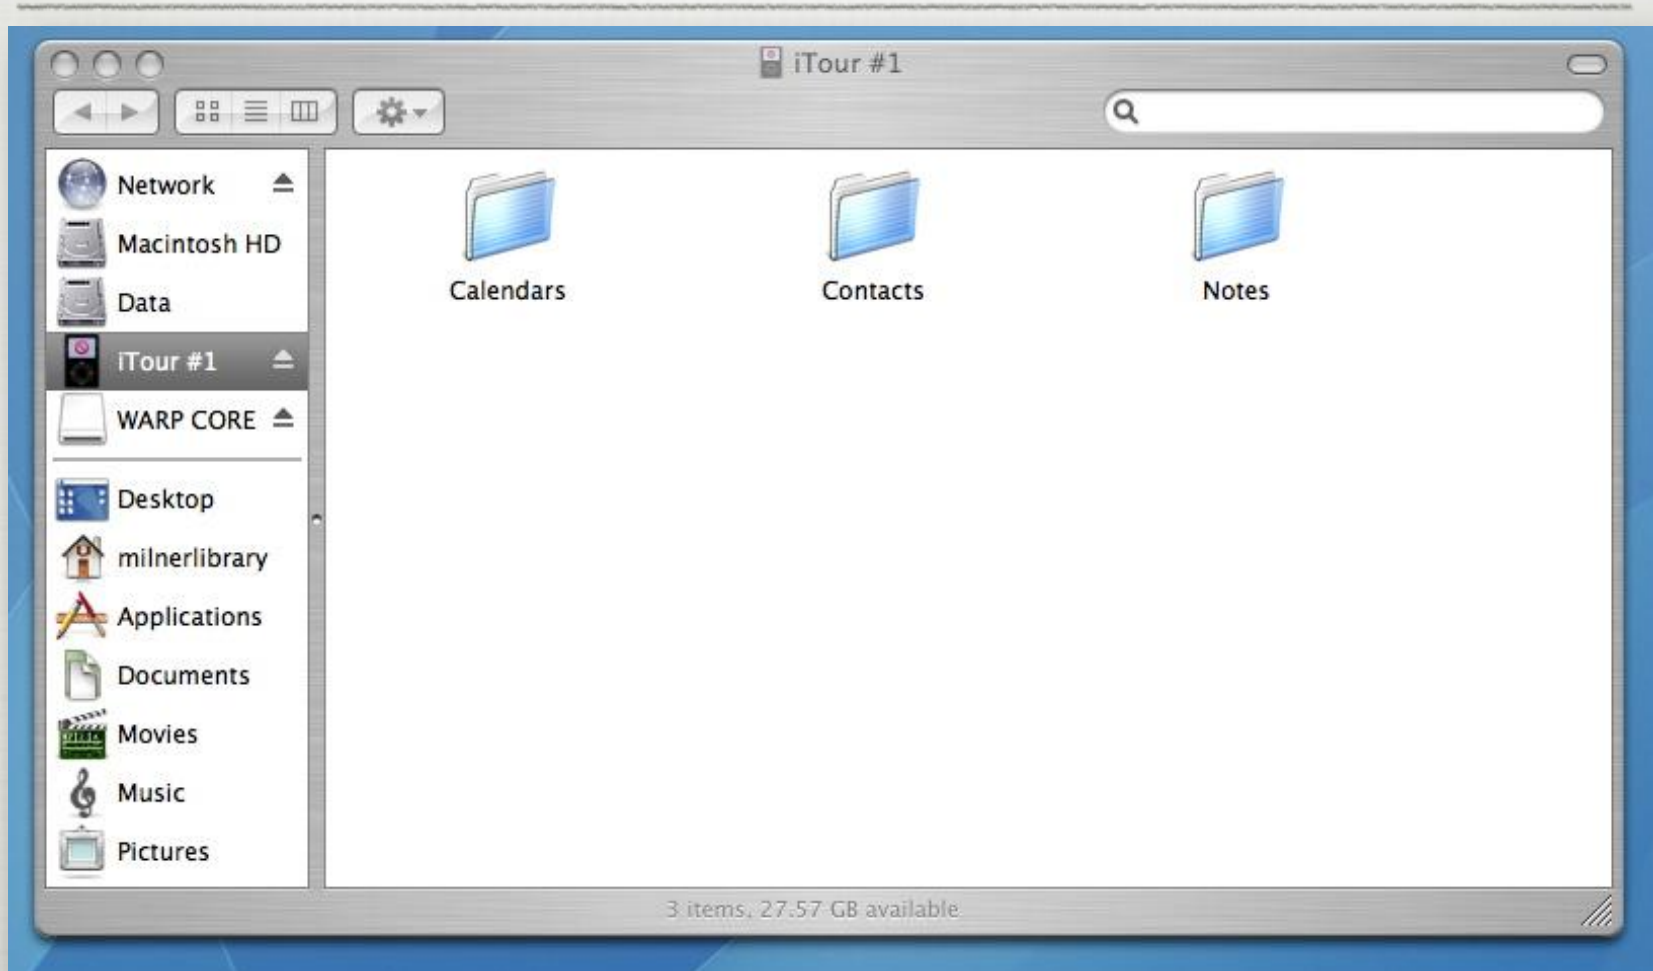 iTour #1
Network
Macintosh HD
Data
iTour #1
WARP CORE
Desktop
milnerlibrary
Applications
Documents
Movies
Music
Pictures
Calendars
Contacts
Notes
3 items, 27.57 GB available